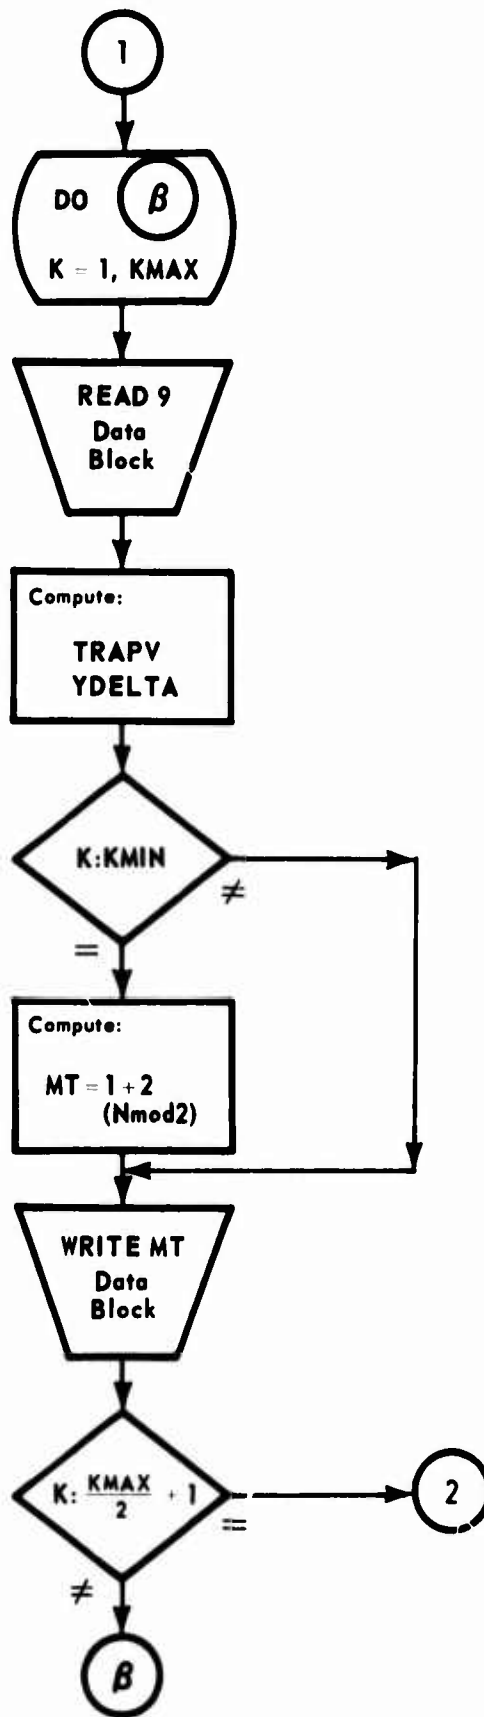 1
DO β
K = 1, KMAX
READ 9
Data
Block
Compute:
TRAPV
YDELTA
K:KMIN
≠
=
Compute:
MT = 1 + 2
(Nmod2)
WRITE MT
Data
Block
K: KMAX/2 + 1
2
=
≠
β